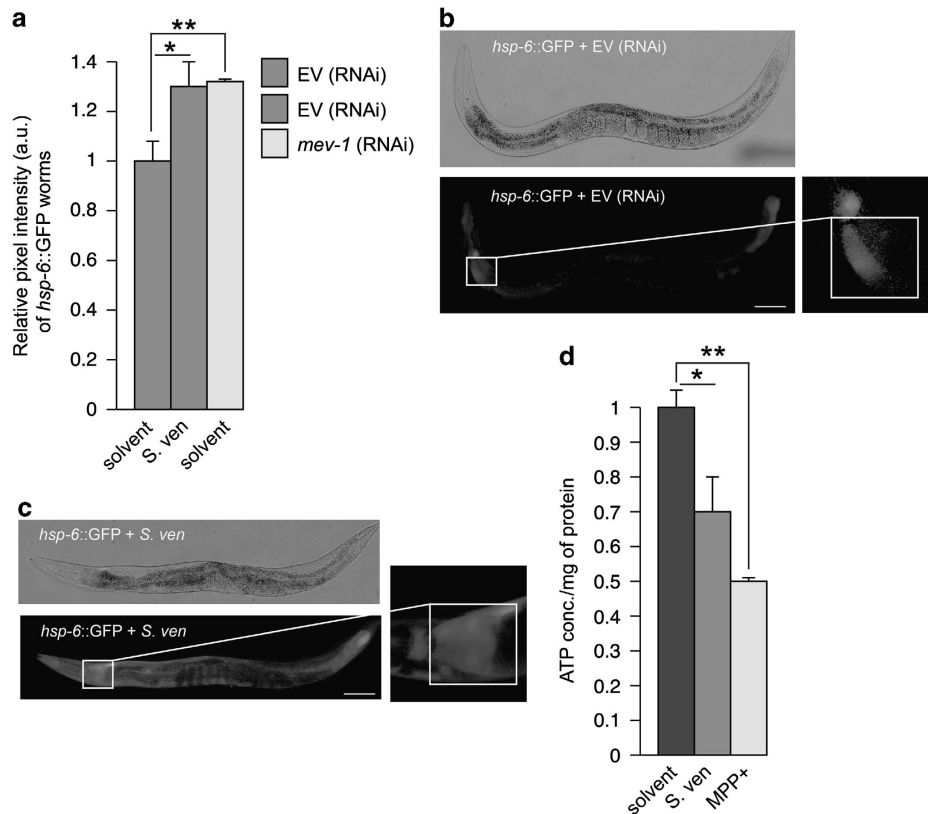 a
**
*
1.4
1.2
1
0.8
0.6
0.4
0.2
0
Relative pixel intensity (a.u.)
of hsp-6::GFP worms
solvent
S. ven
solvent
EV (RNAi)
EV (RNAi)
mev-1 (RNAi)
b
hsp-6::GFP + EV (RNAi)
hsp-6::GFP + EV (RNAi)
c
hsp-6::GFP + S. ven
hsp-6::GFP + S. ven
d
**
*
1
0.9
0.8
0.7
0.6
0.5
0.4
0.3
0.2
0.1
0
ATP conc./mg of protein
solvent
S. ven
MPP+